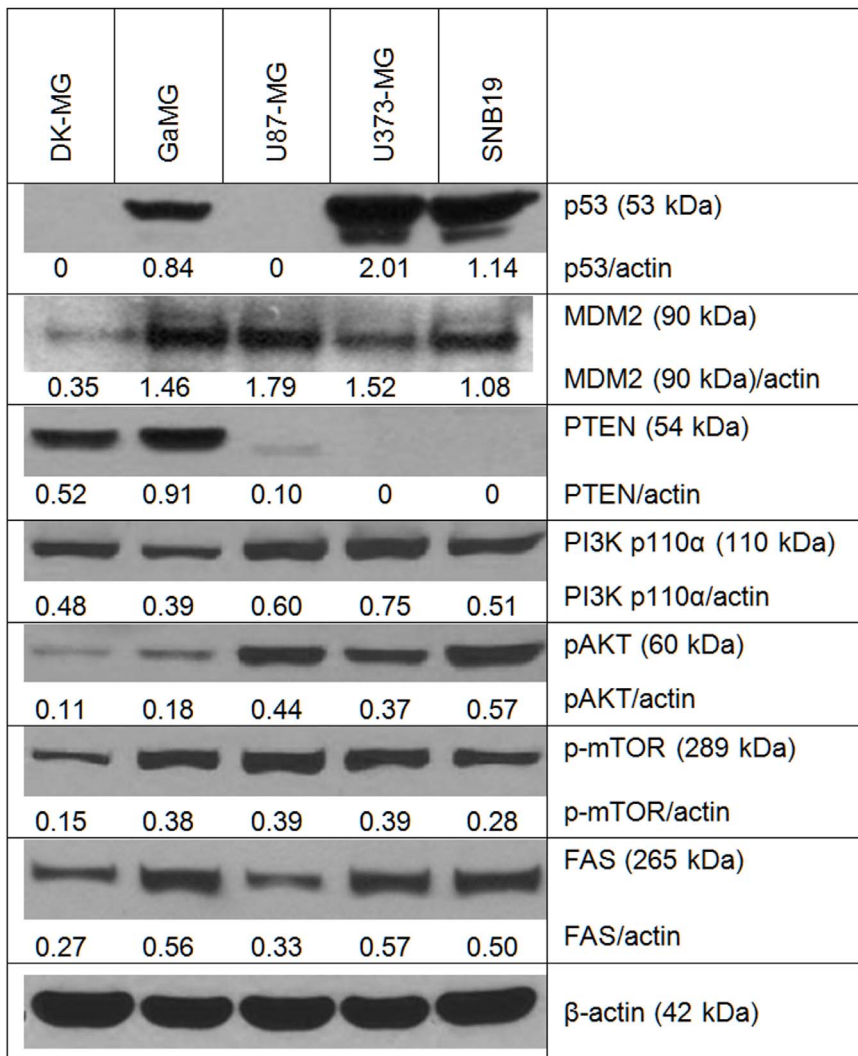 DK-MG GaMG U87-MG U373-MG SNB19
p53 (53 kDa)
0 0.84 0 2.01 1.14 p53/actin
MDM2 (90 kDa)
0.35 1.46 1.79 1.52 1.08 MDM2 (90 kDa)/actin
PTEN (54 kDa)
0.52 0.91 0.10 0 0 PTEN/actin
PI3K p110α (110 kDa)
0.48 0.39 0.60 0.75 0.51 PI3K p110α/actin
pAKT (60 kDa)
0.11 0.18 0.44 0.37 0.57 pAKT/actin
p-mTOR (289 kDa)
0.15 0.38 0.39 0.39 0.28 p-mTOR/actin
FAS (265 kDa)
0.27 0.56 0.33 0.57 0.50 FAS/actin
β-actin (42 kDa)